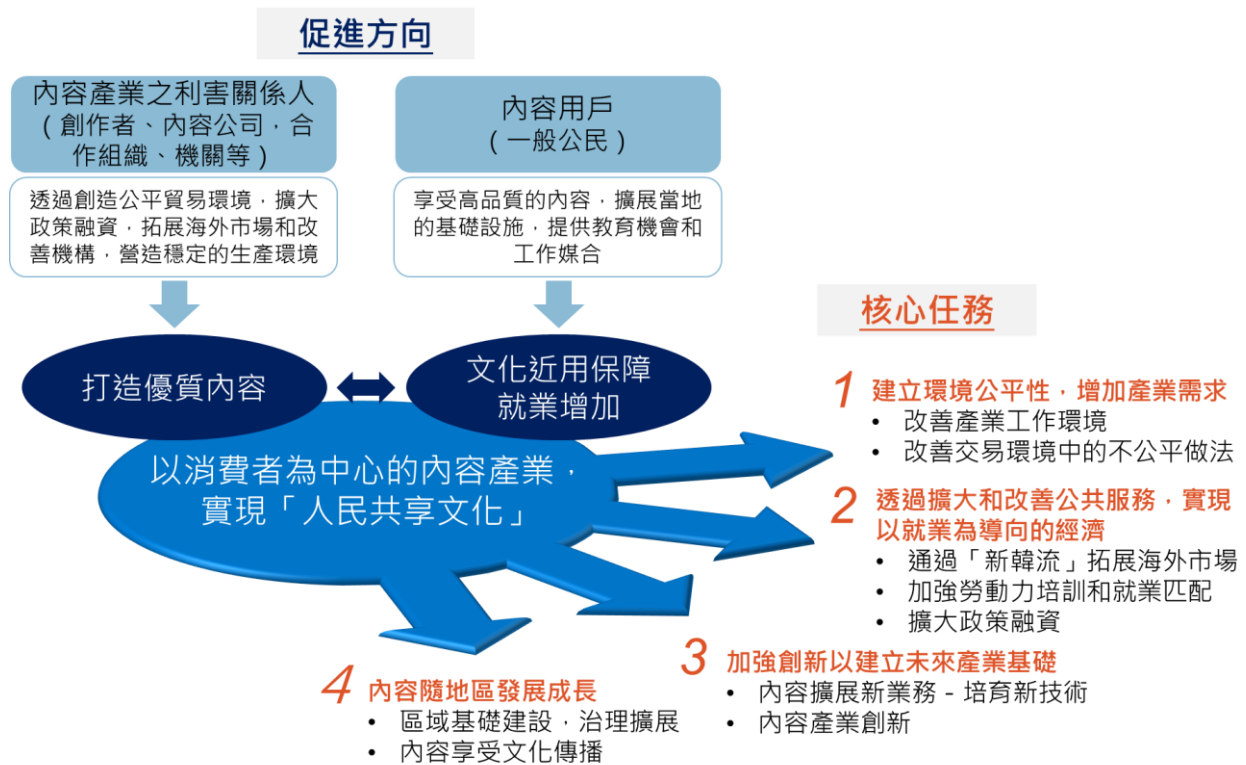 促進方向
內容產業之利害關係人
(創作者、內容公司，合
作組織、機關等)
透過創造公平貿易環境，擴大
政策融資，拓展海外市場和改
善機構，營造穩定的生產環境
內容用戶
(一般公民)
享受高品質的內容，擴展當地
的基礎設施，提供教育機會和
工作媒合
打造優質內容
文化近用保障
就業增加
以消費者為中心的內容產業，
實現「人民共享文化」
核心任務
1 建立環境公平性，增加產業需求
• 改善產業工作環境
• 改善交易環境中的不公平做法
2 透過擴大和改善公共服務，實現
以就業為導向的經濟
• 通過「新韓流」拓展海外市場
• 加強勞動力培訓和就業匹配
• 擴大政策融資
3 加強創新以建立未來產業基礎
• 內容擴展新業務 - 培育新技術
• 內容產業創新
4 內容隨地區發展成長
• 區域基礎建設，治理擴展
• 內容享受文化傳播